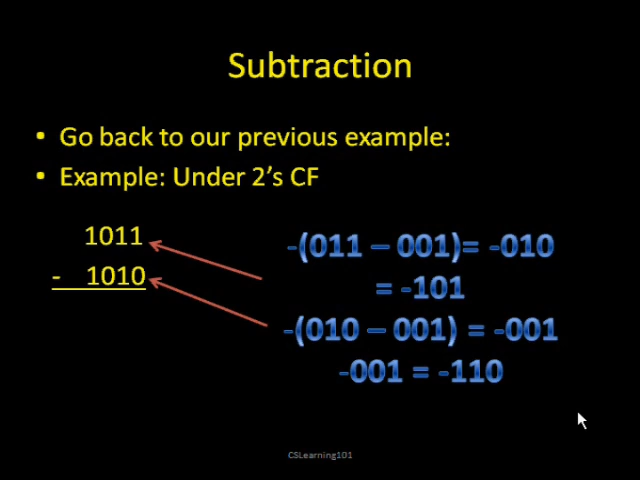 Subtraction
• Go back to our previous example:
• Example: Under 2's CF
1011
- 1010
-(011 – 001)= -010
= -101
-(010 – 001) = -001
-001 = -110
CSLearning101